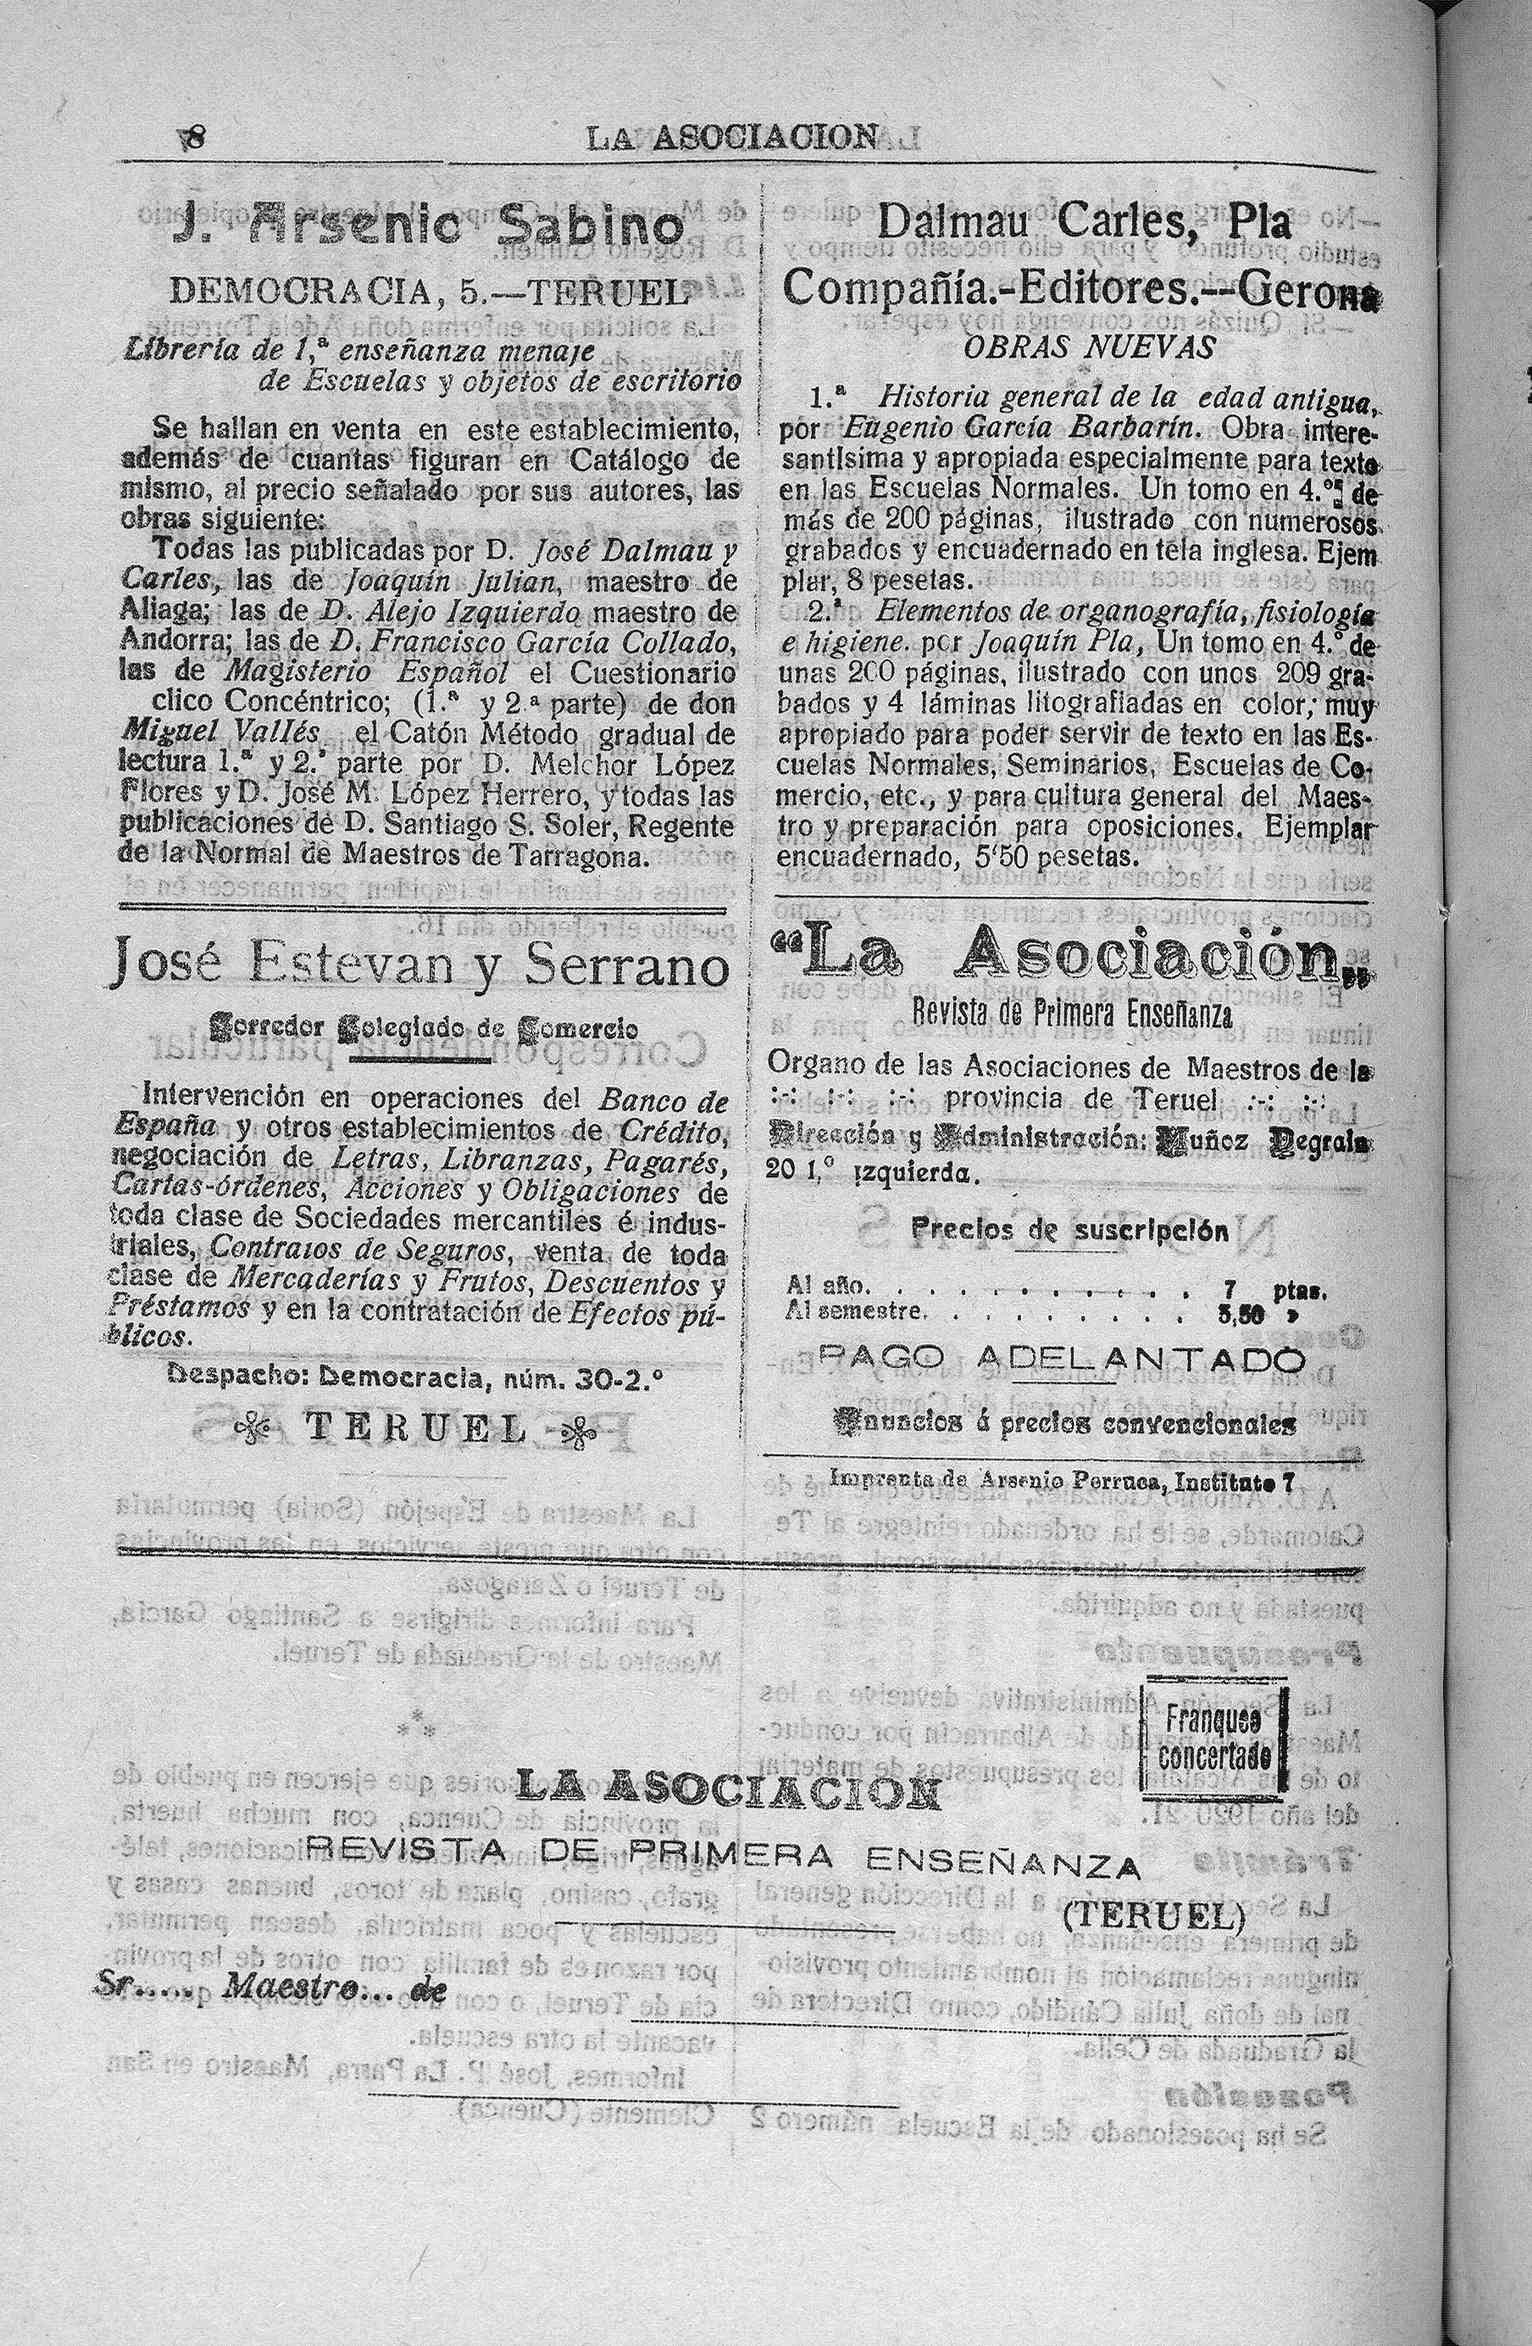 8
LA ASOCIACION
J. Arsenio Sabino
DEMOCRACIA, 5.—TERUEL
Librería de 1,ª enseñanza menaje
de Escuelas y objetos de escritorio
Se hallan en venta en este establecimiento,
además de cuantas figuran en Catálogo de
mismo, al precio señalado por sus autores, las
obras siguiente:
Todas las publicadas por D. José Dalmau y
Carles, las de Joaquín Julian, maestro de
Aliaga; las de D. Alejo Izquierdo maestro de
Andorra; las de D. Francisco García Collado,
las de Magisterio Español el Cuestionario
clico Concéntrico; (1.ª y 2.ª parte) de don
Miguel Vallés el Catón Método gradual de
lectura 1.ª y 2.ª parte por D. Melchor López
Flores y D. José M. López Herrero, y todas las
publicaciones de D. Santiago S. Soler, Regente
de la Normal de Maestros de Tarragona.
José Estevan y Serrano
Corredor Colegiado de Comercio
Intervención en operaciones del Banco de
España y otros establecimientos de Crédito,
negociación de Letras, Libranzas, Pagarés,
Cartas-órdenes, Acciones y Obligaciones de
toda clase de Sociedades mercantiles é indus-
triales, Contratos de Seguros, venta de toda
clase de Mercaderías y Frutos, Descuentos y
Préstamos y en la contratación de Efectos pú-
blicos.
Despacho: Democracia, núm. 30-2.º
TERUEL
Dalmau Carles, Pla
Compañía.-Editores.--Gerona
OBRAS NUEVAS
1.ª Historia general de la edad antigua,
por Eugenio García Barbarín. Obra intere-
santísima y apropiada especialmente para texto
en las Escuelas Normales. Un tomo en 4.º de
más de 200 páginas, ilustrado con numerosos
grabados y encuadernado en tela inglesa. Ejem
plar, 8 pesetas.
2.ª Elementos de organografía, fisiología
e higiene. por Joaquín Pla, Un tomo en 4.º de
unas 200 páginas, ilustrado con unos 209 gra-
bados y 4 láminas litografiadas en color; muy
apropiado para poder servir de texto en las Es-
cuelas Normales, Seminarios, Escuelas de Co-
mercio, etc., y para cultura general del Maes-
tro y preparación para oposiciones. Ejemplar
encuadernado, 5'50 pesetas.
“La Asociación„
Revista de Primera Enseñanza
Organo de las Asociaciones de Maestros de la
:-: :-: :-: provincia de Teruel :-: :-:
Dirección y Administración: Muñoz Degrain
20 1,º izquierda.
Precios de suscripción
Al año. . . . . . . . . . . . 7 ptas.
Al semestre. . . . . . . . . . 3,50 »
PAGO ADELANTADO
Anuncios á precios convencionales
Imprenta de Arsenio Perruca, Instituto 7
Franqueo
concertado
LA ASOCIACION
REVISTA DE PRIMERA ENSEÑANZA
(TERUEL)
Sr..... Maestro... de